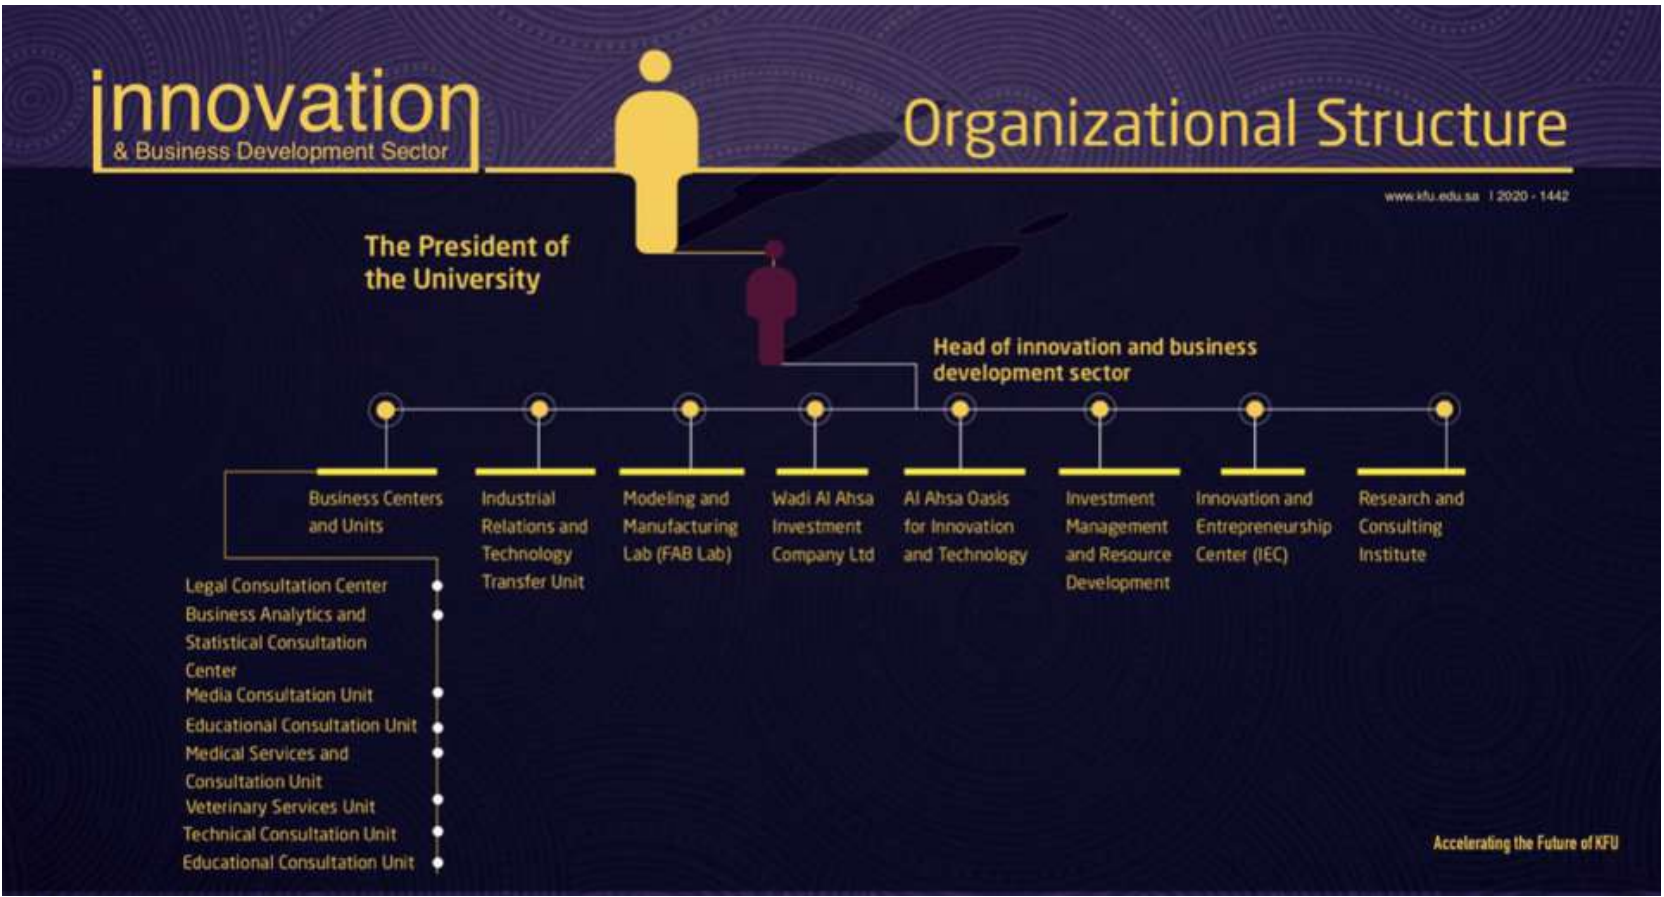 innovation
& Business Development Sector
Organizational Structure
www.kfu.edu.sa | 2020 - 1442
The President of
the University
Head of innovation and business
development sector
Business Centers
and Units
Industrial
Relations and
Technology
Transfer Unit
Modeling and
Manufacturing
Lab (FAB Lab)
Wadi Al Ahsa
Investment
Company Ltd
Al Ahsa Oasis
for Innovation
and Technology
Investment
Management
and Resource
Development
Innovation and
Entrepreneurship
Center (IEC)
Research and
Consulting
Institute
Legal Consultation Center
Business Analytics and
Statistical Consultation
Center
Media Consultation Unit
Educational Consultation Unit
Medical Services and
Consultation Unit
Veterinary Services Unit
Technical Consultation Unit
Educational Consultation Unit
Accelerating the Future of KFU